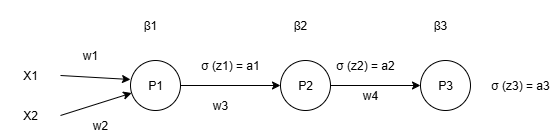 β1 β2 β3
w1
σ (z1) = a1 σ (z2) = a2
X1
P1 P2 P3 σ (z3) = a3
w3 w4
X2
w2